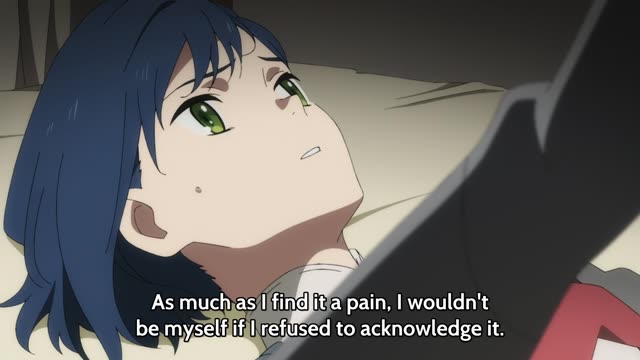 As much as I find it a pain, I wouldn't
be myself if I refused to acknowledge it.